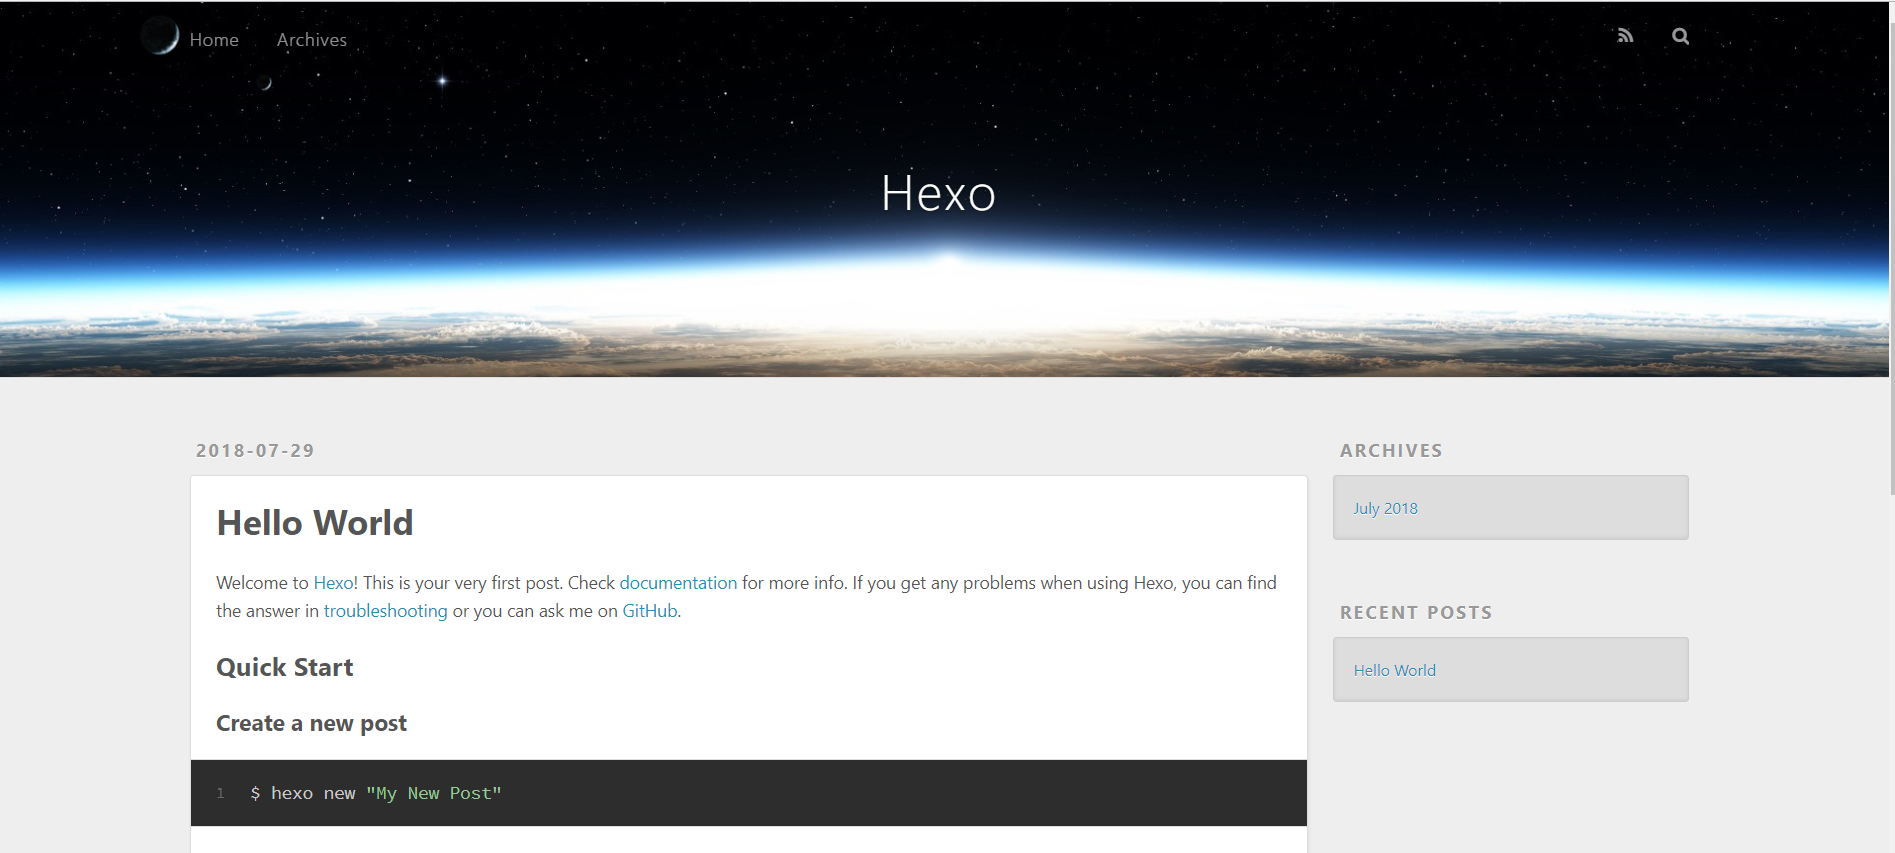 Home Archives
Hexo
2018-07-29
Hello World
Welcome to Hexo! This is your very first post. Check documentation for more info. If you get any problems when using Hexo, you can find
the answer in troubleshooting or you can ask me on GitHub.
Quick Start
Create a new post
1 $ hexo new "My New Post"
ARCHIVES
July 2018
RECENT POSTS
Hello World